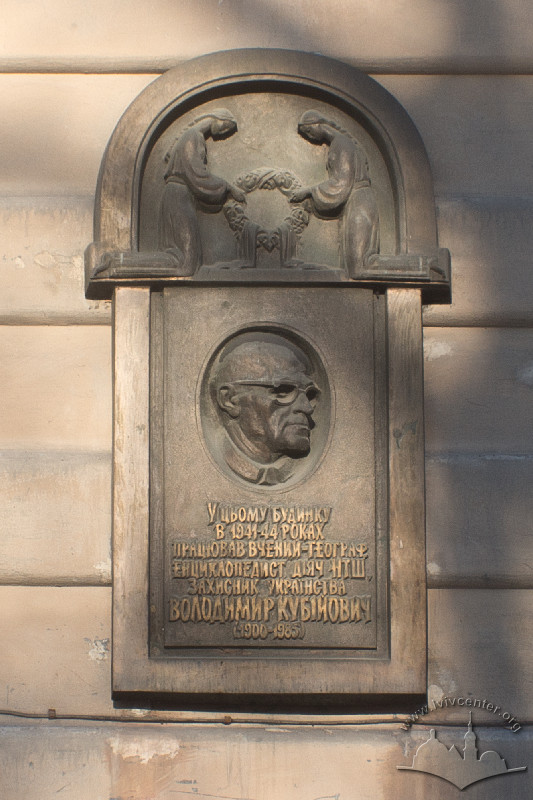 У ЦЬОМУ БУДИНКУ
В 1941-44 РОКАХ
ПРАЦЮВАВ ВЧЕНИЙ-ГЕОГРАФ
ЕНЦИКЛОПЕДИСТ ДІЯЧ НТШ,
ЗАХИСНИК УКРАЇНСТВА
ВОЛОДИМИР КУБІЙОВИЧ
(1900-1985)
www.lvivcenter.org